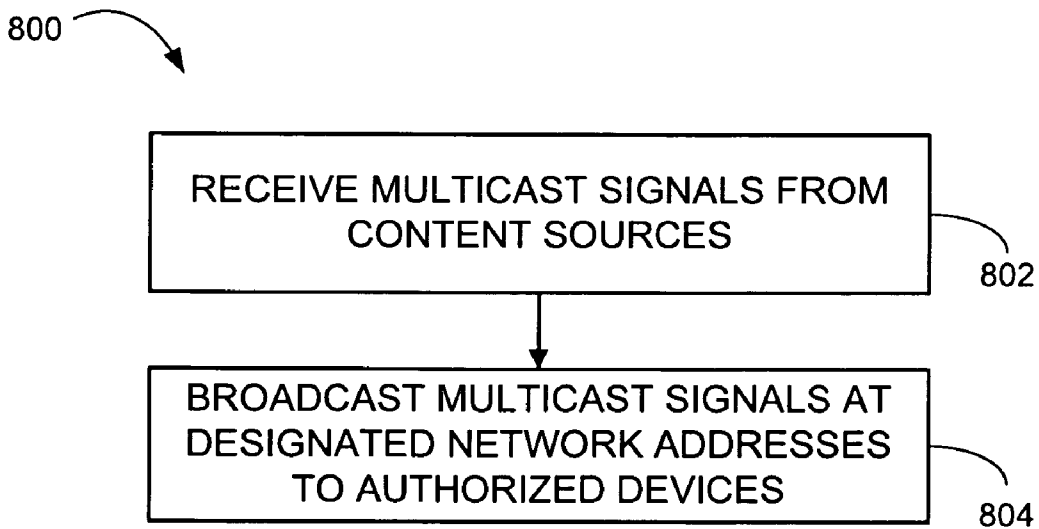 800
RECEIVE MULTICAST SIGNALS FROM
CONTENT SOURCES
802
BROADCAST MULTICAST SIGNALS AT
DESIGNATED NETWORK ADDRESSES
TO AUTHORIZED DEVICES
804